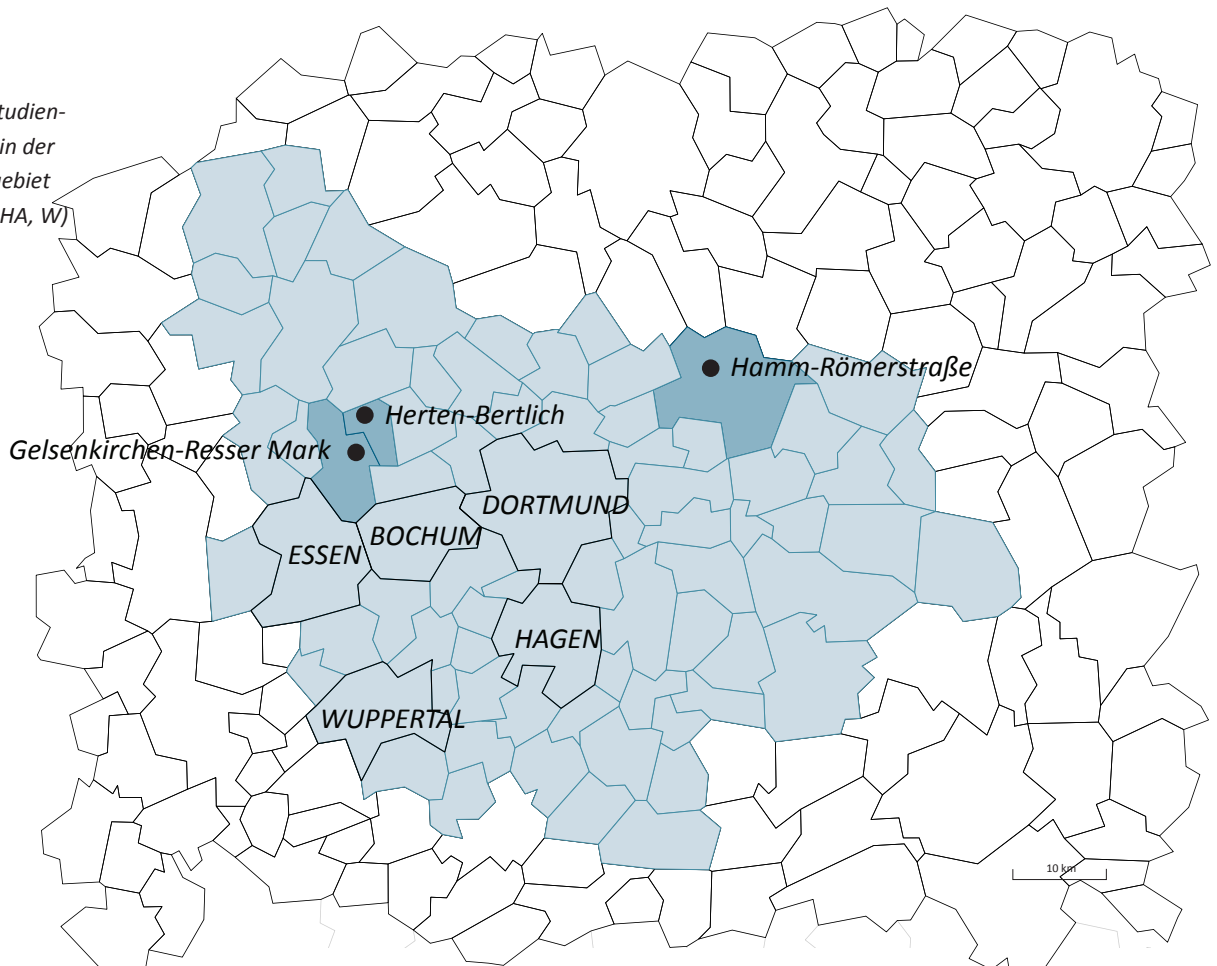 tudien-
in der
ebiet
HA, W)
Hamm-Römerstraße
Herten-Bertlich
Gelsenkirchen-Resser Mark
DORTMUND
BOCHUM
ESSEN
HAGEN
WUPPERTAL
10 km